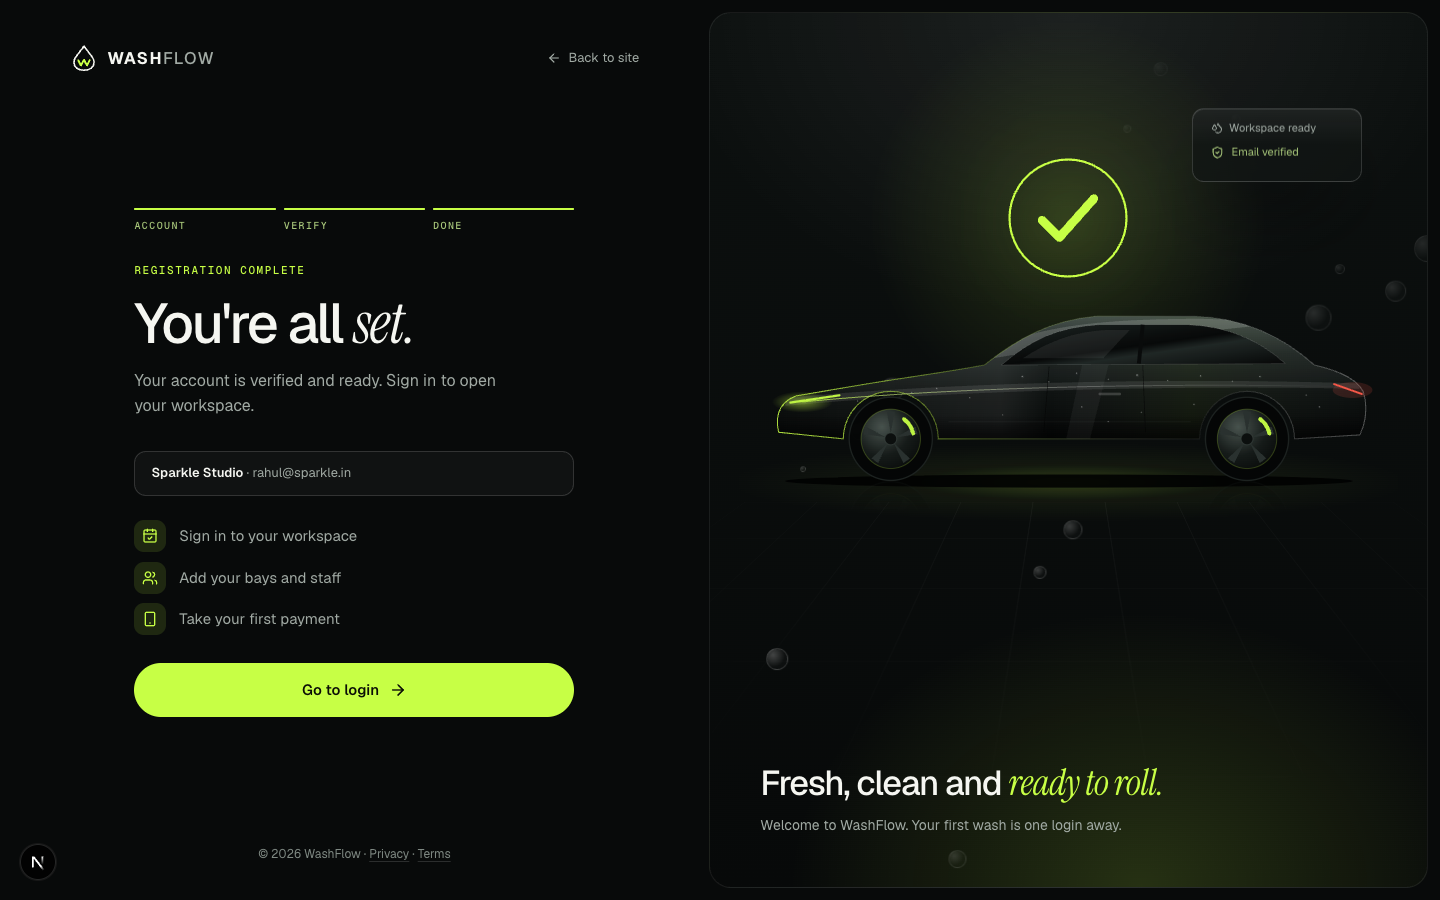 WASHFLOW
Back to site
ACCOUNT
VERIFY
DONE
REGISTRATION COMPLETE
You're all set.
Your account is verified and ready. Sign in to open
your workspace.
Sparkle Studio · rahul@sparkle.in
Sign in to your workspace
Add your bays and staff
Take your first payment
Go to login
© 2026 WashFlow · Privacy · Terms
N
Workspace ready
Email verified
Fresh, clean and ready to roll.
Welcome to WashFlow. Your first wash is one login away.